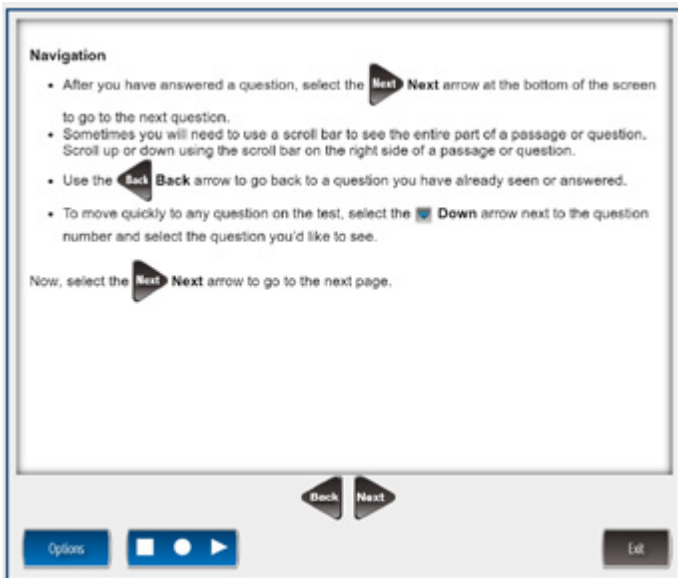 Navigation
• After you have answered a question, select the Next Next arrow at the bottom of the screen
to go to the next question.
• Sometimes you will need to use a scroll bar to see the entire part of a passage or question.
Scroll up or down using the scroll bar on the right side of a passage or question.
• Use the Back Back arrow to go back to a question you have already seen or answered.
• To move quickly to any question on the test, select the Down arrow next to the question
number and select the question you'd like to see.
Now, select the Next Next arrow to go to the next page.
Back Next
Options Exit